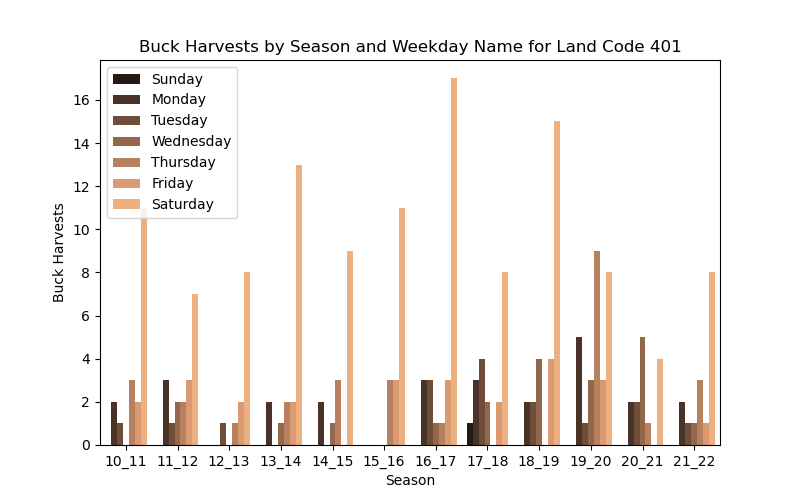 Buck Harvests by Season and Weekday Name for Land Code 401
Sunday
Monday
Tuesday
Wednesday
Thursday
Friday
Saturday
16
14
12
10
8
6
4
2
0
Buck Harvests
10_11 11_12 12_13 13_14 14_15 15_16 16_17 17_18 18_19 19_20 20_21 21_22
Season